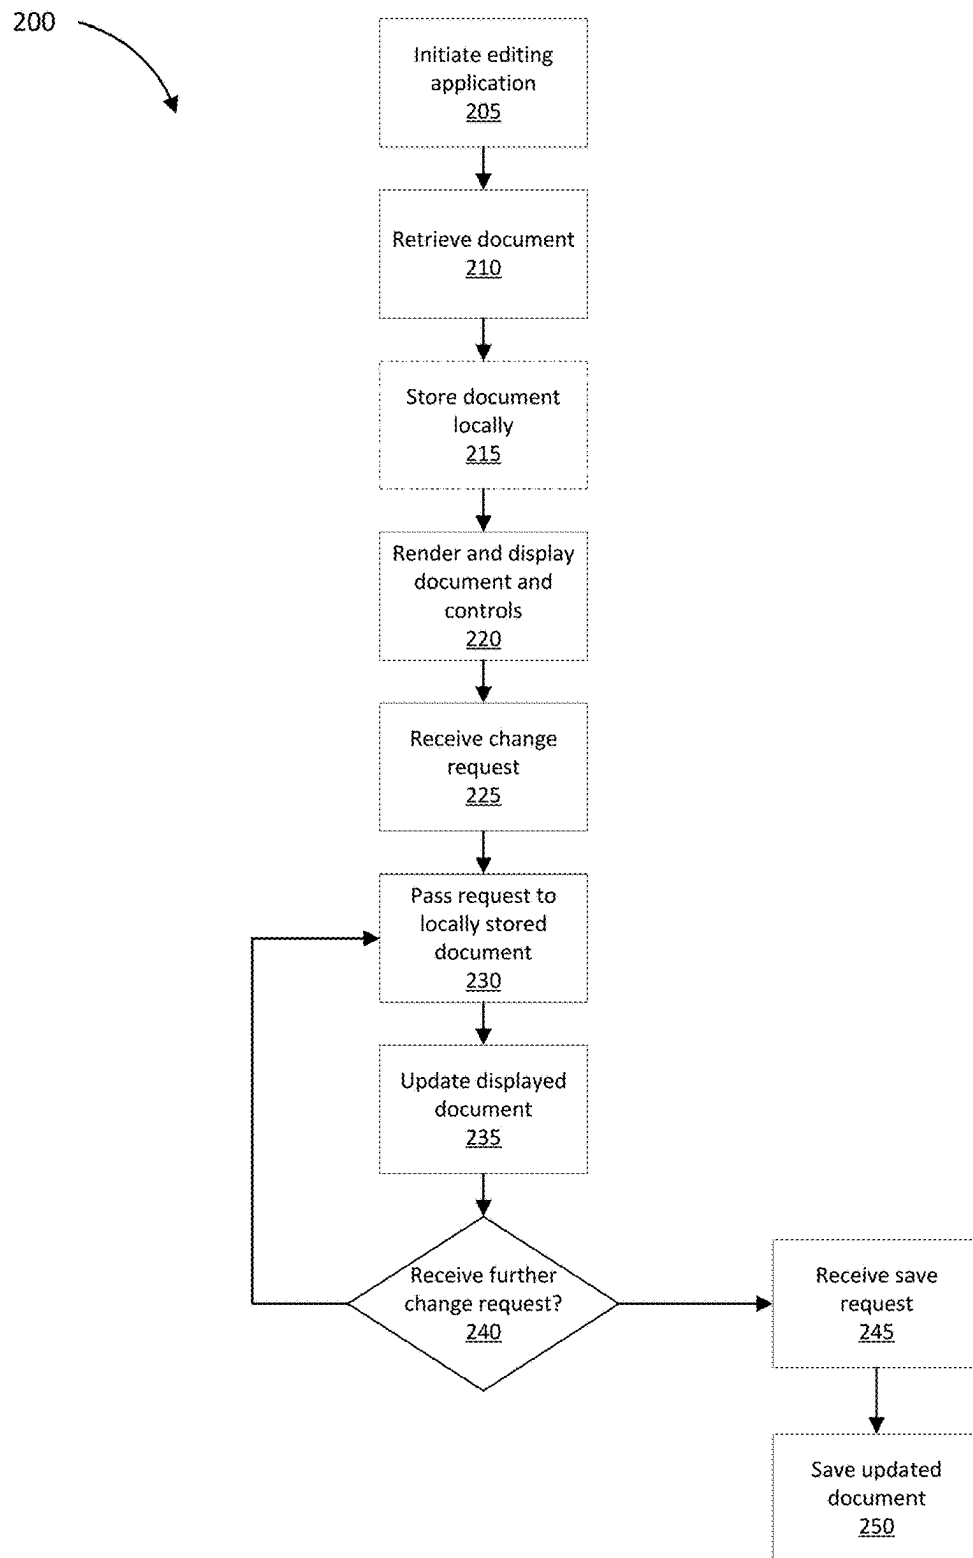 200
Initiate editing
application
205
Retrieve document
210
Store document
locally
215
Render and display
document and
controls
220
Receive change
request
225
Pass request to
locally stored
document
230
Update displayed
document
235
Receive further
change request?
240
Receive save
request
245
Save updated
document
250